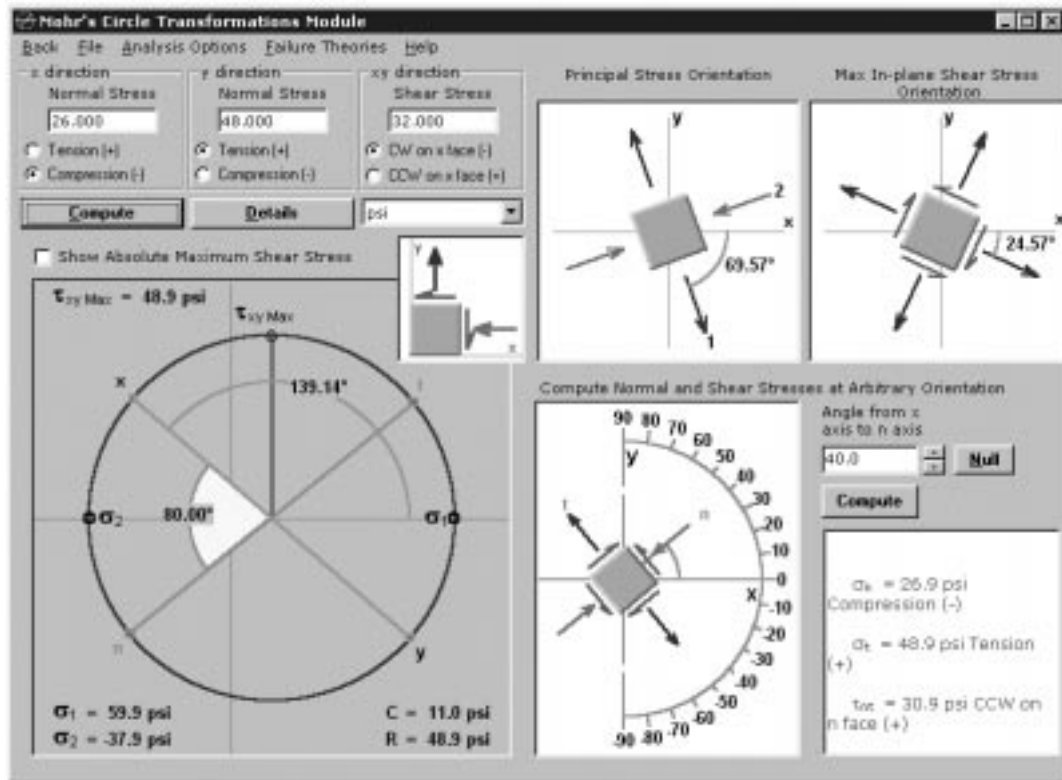 Mohr's Circle Transformations Module
Back File Analysis Options Failure Theories Help
x direction
Normal Stress
26.000
Tension (+)
Compression (-)
y direction
Normal Stress
48.000
Tension (+)
Compression (-)
xy direction
Shear Stress
32.000
CW on x face (-)
CCW on x face (+)
Compute
Details
psi
Show Absolute Maximum Shear Stress
y
x
Principal Stress Orientation
y
2
x
69.57°
1
Max In-plane Shear Stress
Orientation
y
x
24.57°
τxy Max = 48.9 psi
τxy Max
x
139.14°
t
σ2
80.00°
σ1
n
y
σ1 = 59.9 psi
σ2 = -37.9 psi
C = 11.0 psi
R = 48.9 psi
Compute Normal and Shear Stresses at Arbitrary Orientation
90 80 70 60 50 40 30 20 10 0 -10 -20 -30 -40 -50 -60 -70 -80 -90
y
t
n
x
Angle from x
axis to n axis
40.0
Null
Compute
σn = 26.9 psi
Compression (-)
σt = 48.9 psi Tension
(+)
τnt = 30.9 psi CCW on
n face (+)